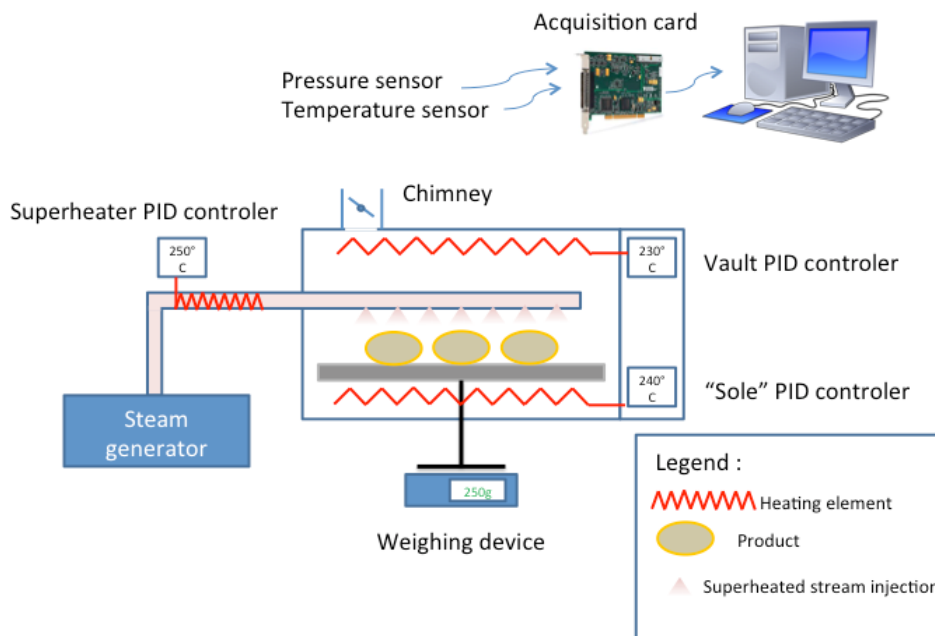 Acquisition card
Pressure sensor
Temperature sensor
Chimney
Superheater PID controler
250°
C
230°
C
Vault PID controler
240°
C
“Sole” PID controler
Steam
generator
250g
Weighing device
Legend :
Heating element
Product
Superheated stream injection